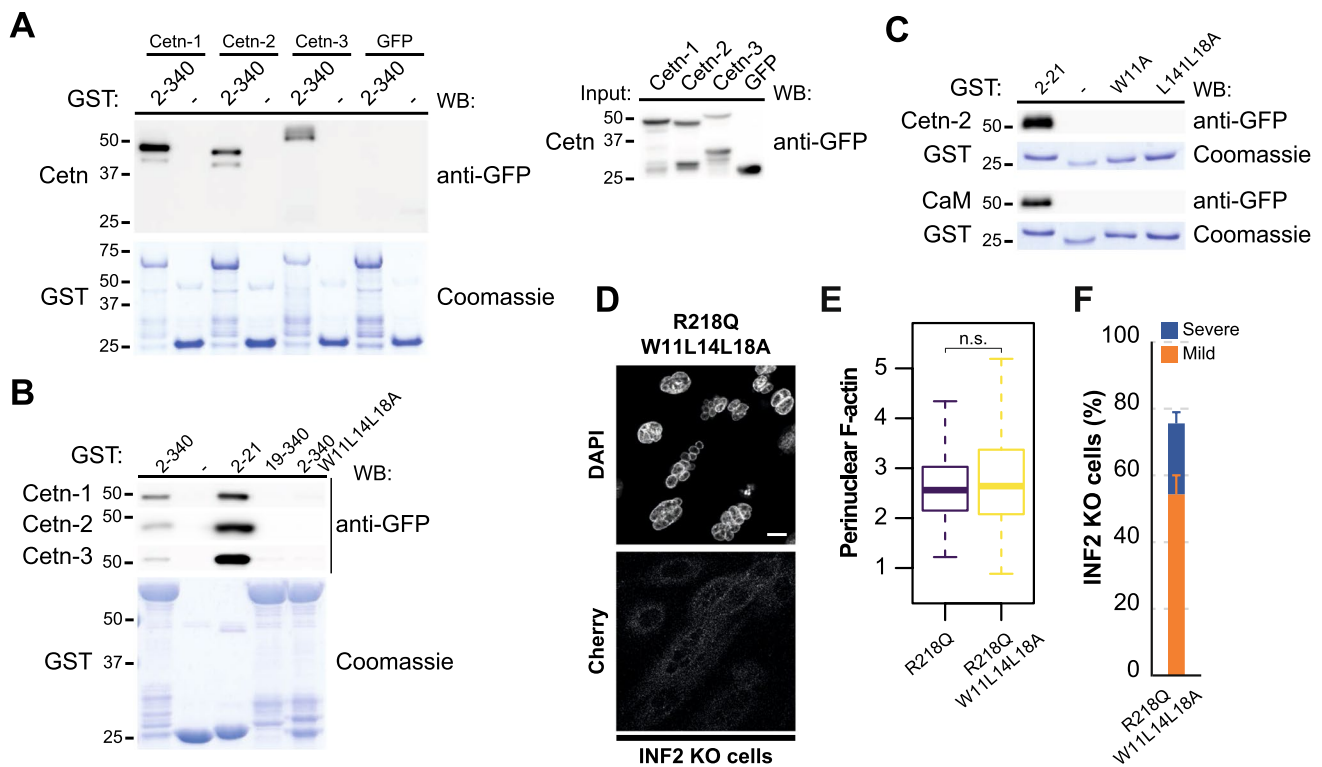 A
Cetn-1 Cetn-2 Cetn-3 GFP
GST: 2-340 - 2-340 - 2-340 - 2-340 - WB:
50
Cetn 37 anti-GFP
25
75
50
GST 37 Coomassie
25
Input: Cetn-1 Cetn-2 Cetn-3 GFP WB:
50
Cetn 37 anti-GFP
25
B
GST: 2-340 - 2-21 19-340 2-340 W11L14L18A WB:
Cetn-1 50
Cetn-2 50 anti-GFP
Cetn-3 50
50
GST 37 Coomassie
25
C
GST: 2-21 - W11A L141L18A WB:
Cetn-2 50 anti-GFP
GST 25 Coomassie
CaM 50 anti-GFP
GST 25 Coomassie
D
R218Q
W11L14L18A
DAPI
Cherry
INF2 KO cells
E
n.s.
Perinuclear F-actin
5
4
3
2
1
R218Q
R218Q
W11L14L18A
F
Severe
Mild
INF2 KO cells (%)
100
80
60
40
20
0
R218Q
W11L14L18A